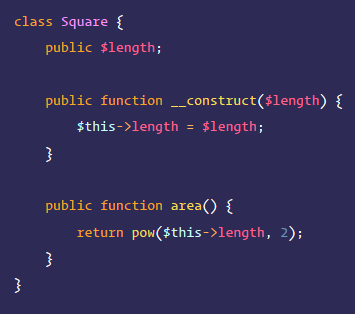 class Square {
    public $length;

    public function __construct($length) {
        $this->length = $length;
    }

    public function area() {
        return pow($this->length, 2);
    }
}